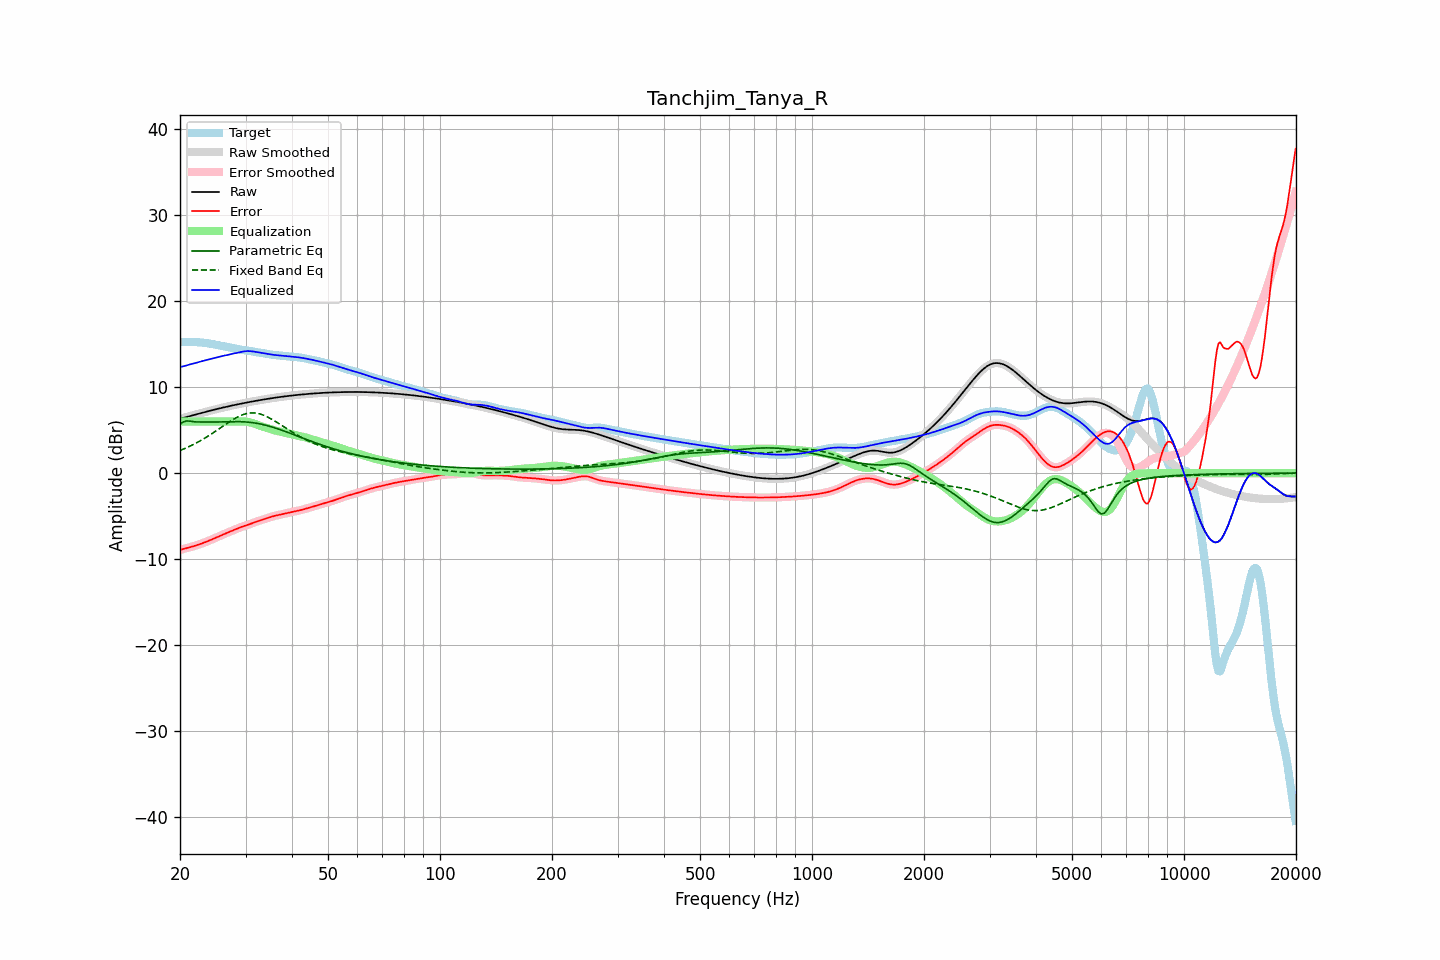 Tanchjim_Tanya_R
Target
Raw Smoothed
Error Smoothed
Raw
Error
Equalization
Parametric Eq
Fixed Band Eq
Equalized
40
30
20
10
0
−10
−20
−30
−40
Amplitude (dBr)
20 50 100 200 500 1000 2000 5000 10000 20000
Frequency (Hz)